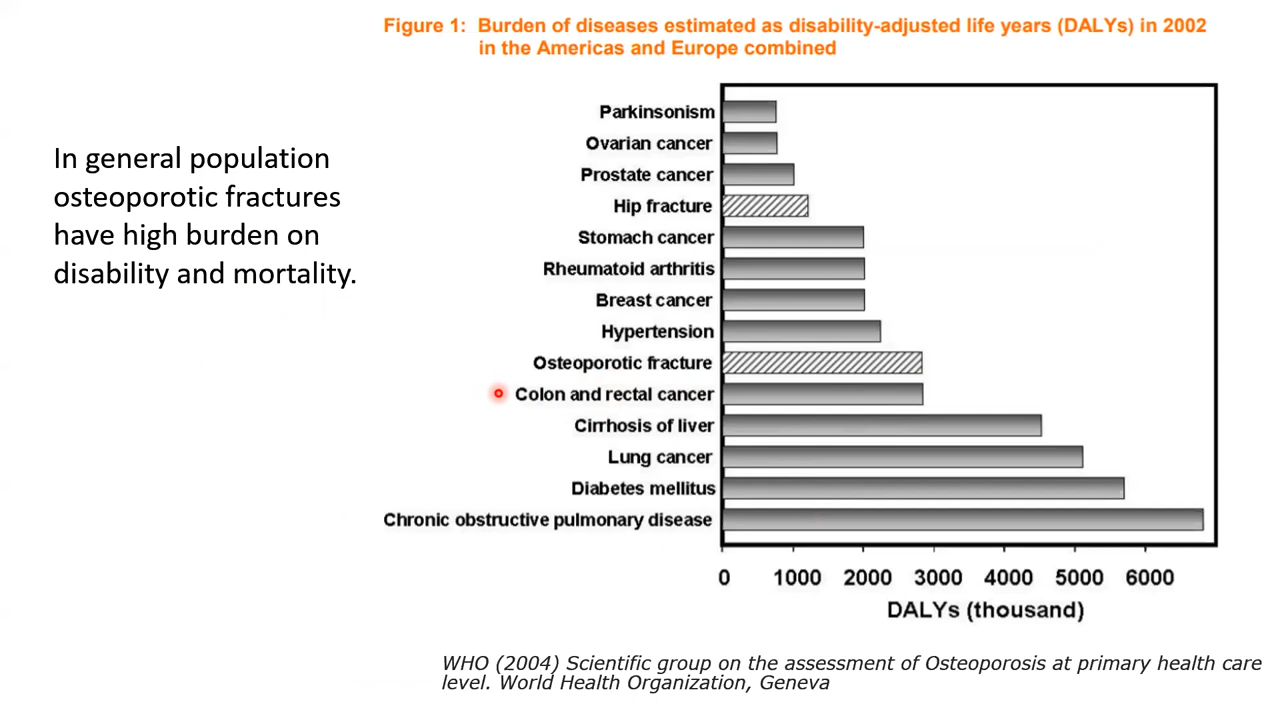 Figure 1: Burden of diseases estimated as disability-adjusted life years (DALYs) in 2002
in the Americas and Europe combined
In general population
osteoporotic fractures
have high burden on
disability and mortality.
Parkinsonism
Ovarian cancer
Prostate cancer
Hip fracture
Stomach cancer
Rheumatoid arthritis
Breast cancer
Hypertension
Osteoporotic fracture
Colon and rectal cancer
Cirrhosis of liver
Lung cancer
Diabetes mellitus
Chronic obstructive pulmonary disease
0 1000 2000 3000 4000 5000 6000
DALYs (thousand)
WHO (2004) Scientific group on the assessment of Osteoporosis at primary health care
level. World Health Organization, Geneva